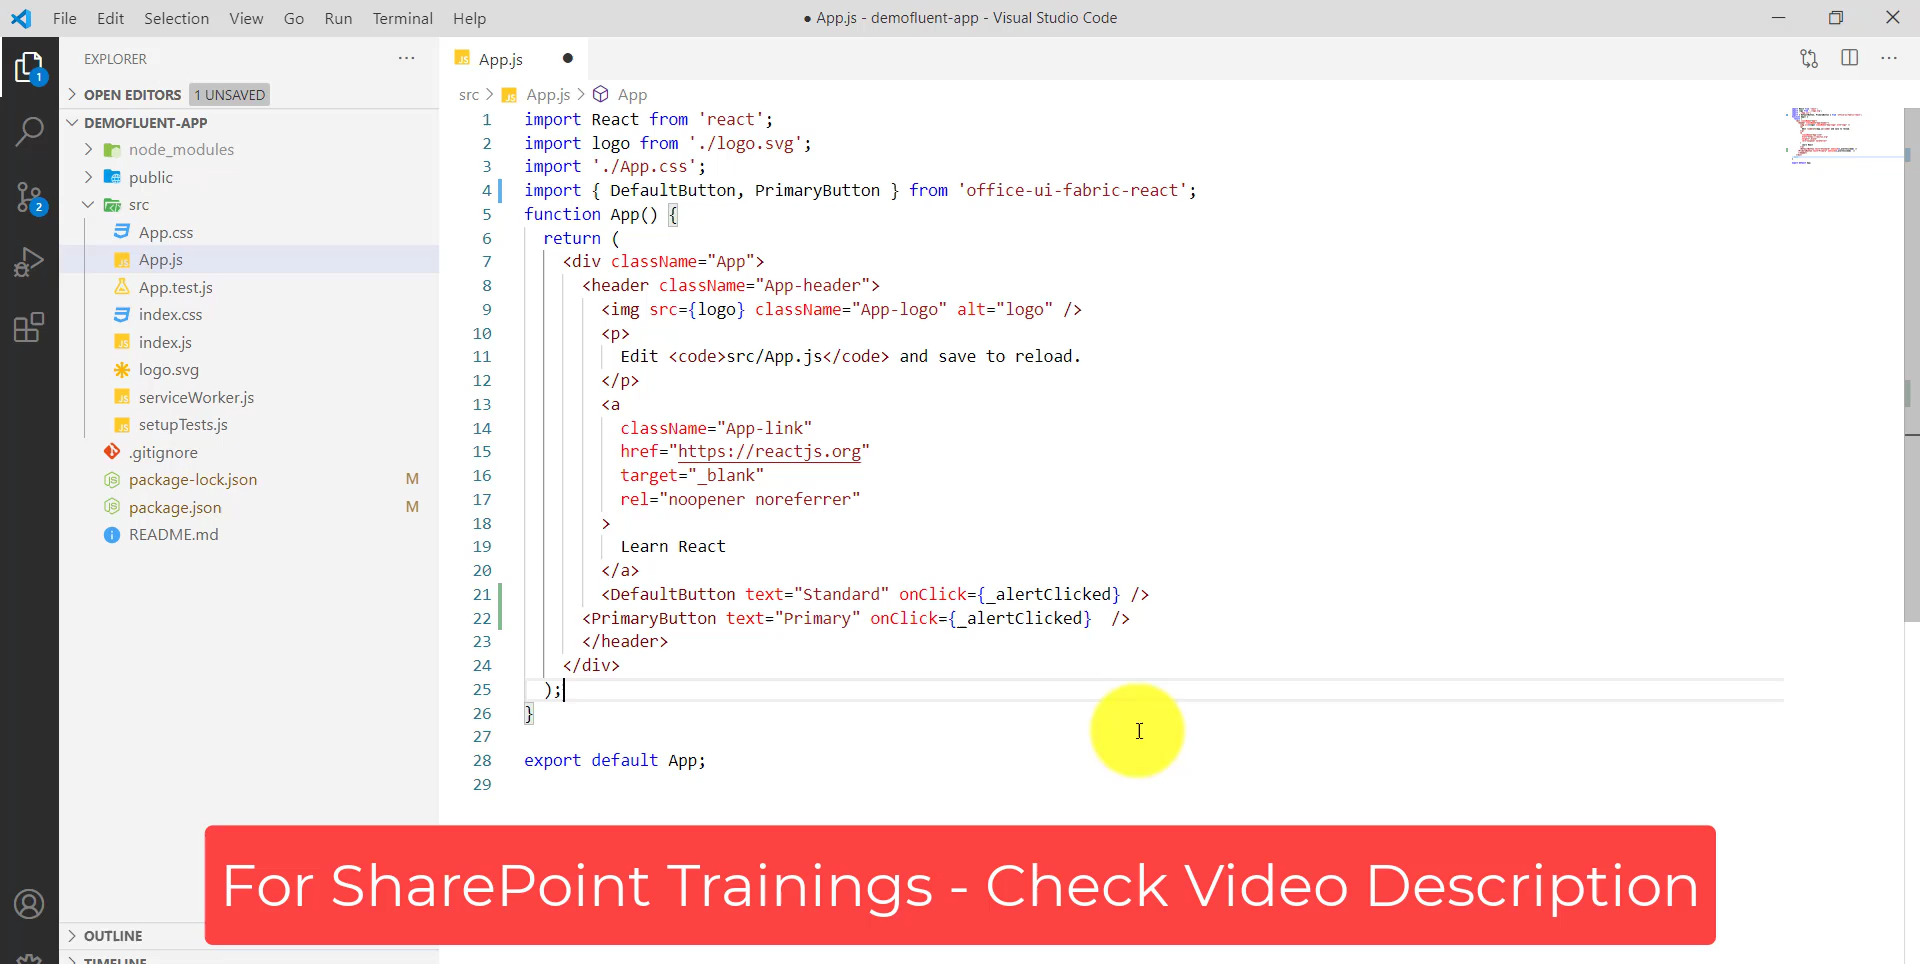 File Edit Selection View Go Run Terminal Help
● App.js - demofluent-app - Visual Studio Code
EXPLORER
OPEN EDITORS 1 UNSAVED
DEMOFLUENT-APP
node_modules
public
src
App.css
App.js
App.test.js
index.css
index.js
logo.svg
serviceWorker.js
setupTests.js
.gitignore
package-lock.json M
package.json M
README.md
OUTLINE
TIMELINE
1
2
App.js
src > App.js > App
1 import React from 'react';
2 import logo from './logo.svg';
3 import './App.css';
4 import { DefaultButton, PrimaryButton } from 'office-ui-fabric-react';
5 function App() {
6   return (
7     <div className="App">
8       <header className="App-header">
9         <img src={logo} className="App-logo" alt="logo" />
10         <p>
11           Edit <code>src/App.js</code> and save to reload.
12         </p>
13         <a
14           className="App-link"
15           href="https://reactjs.org"
16           target="_blank"
17           rel="noopener noreferrer"
18         >
19           Learn React
20         </a>
21         <DefaultButton text="Standard" onClick={_alertClicked} />
22       <PrimaryButton text="Primary" onClick={_alertClicked}  />
23       </header>
24     </div>
25   );
26 }
27
28 export default App;
29
For SharePoint Trainings - Check Video Description